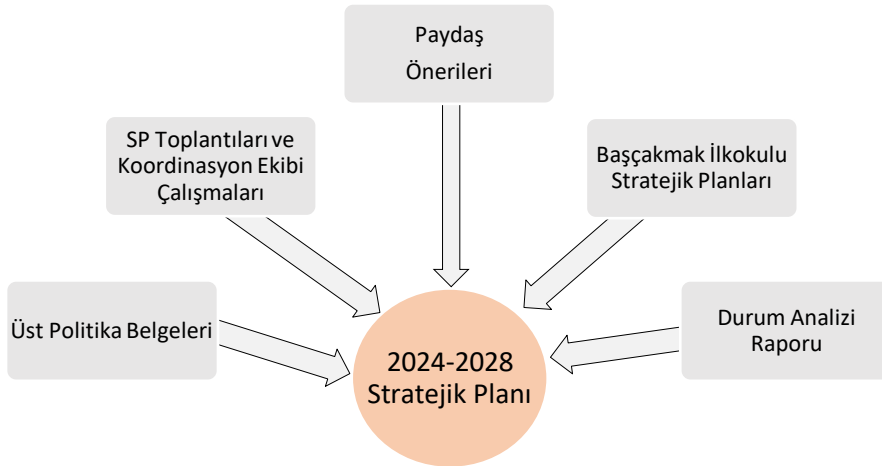 Paydaş
Önerileri
SP Toplantıları ve
Koordinasyon Ekibi
Çalışmaları
Başçakmak İlkokulu
Stratejik Planları
Üst Politika Belgeleri
Durum Analizi
Raporu
2024-2028
Stratejik Planı